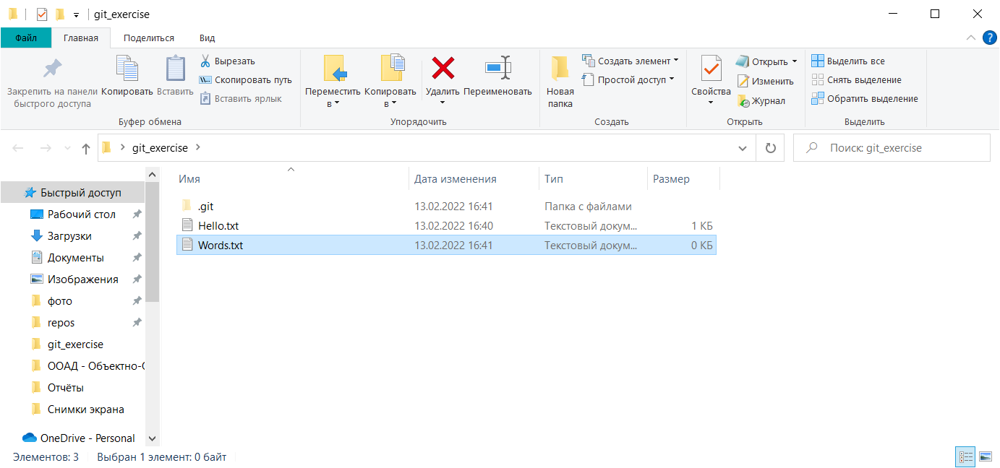 git_exercise
Файл Главная Поделиться Вид
Закрепить на панели быстрого доступа
Копировать
Вставить
Вырезать
Скопировать путь
Вставить ярлык
Буфер обмена
Переместить в
Копировать в
Удалить
Переименовать
Упорядочить
Новая папка
Создать элемент
Простой доступ
Создать
Свойства
Открыть
Изменить
Журнал
Открыть
Выделить все
Снять выделение
Обратить выделение
Выделить
git_exercise
Поиск: git_exercise
Быстрый доступ
Рабочий стол
Загрузки
Документы
Изображения
фото
repos
git_exercise
ООАД - Объектно-
Отчёты
Снимки экрана
OneDrive - Personal
Имя Дата изменения Тип Размер
.git 13.02.2022 16:41 Папка с файлами
Hello.txt 13.02.2022 16:40 Текстовый докум... 1 КБ
Words.txt 13.02.2022 16:41 Текстовый докум... 0 КБ
Элементов: 3 Выбран 1 элемент: 0 байт